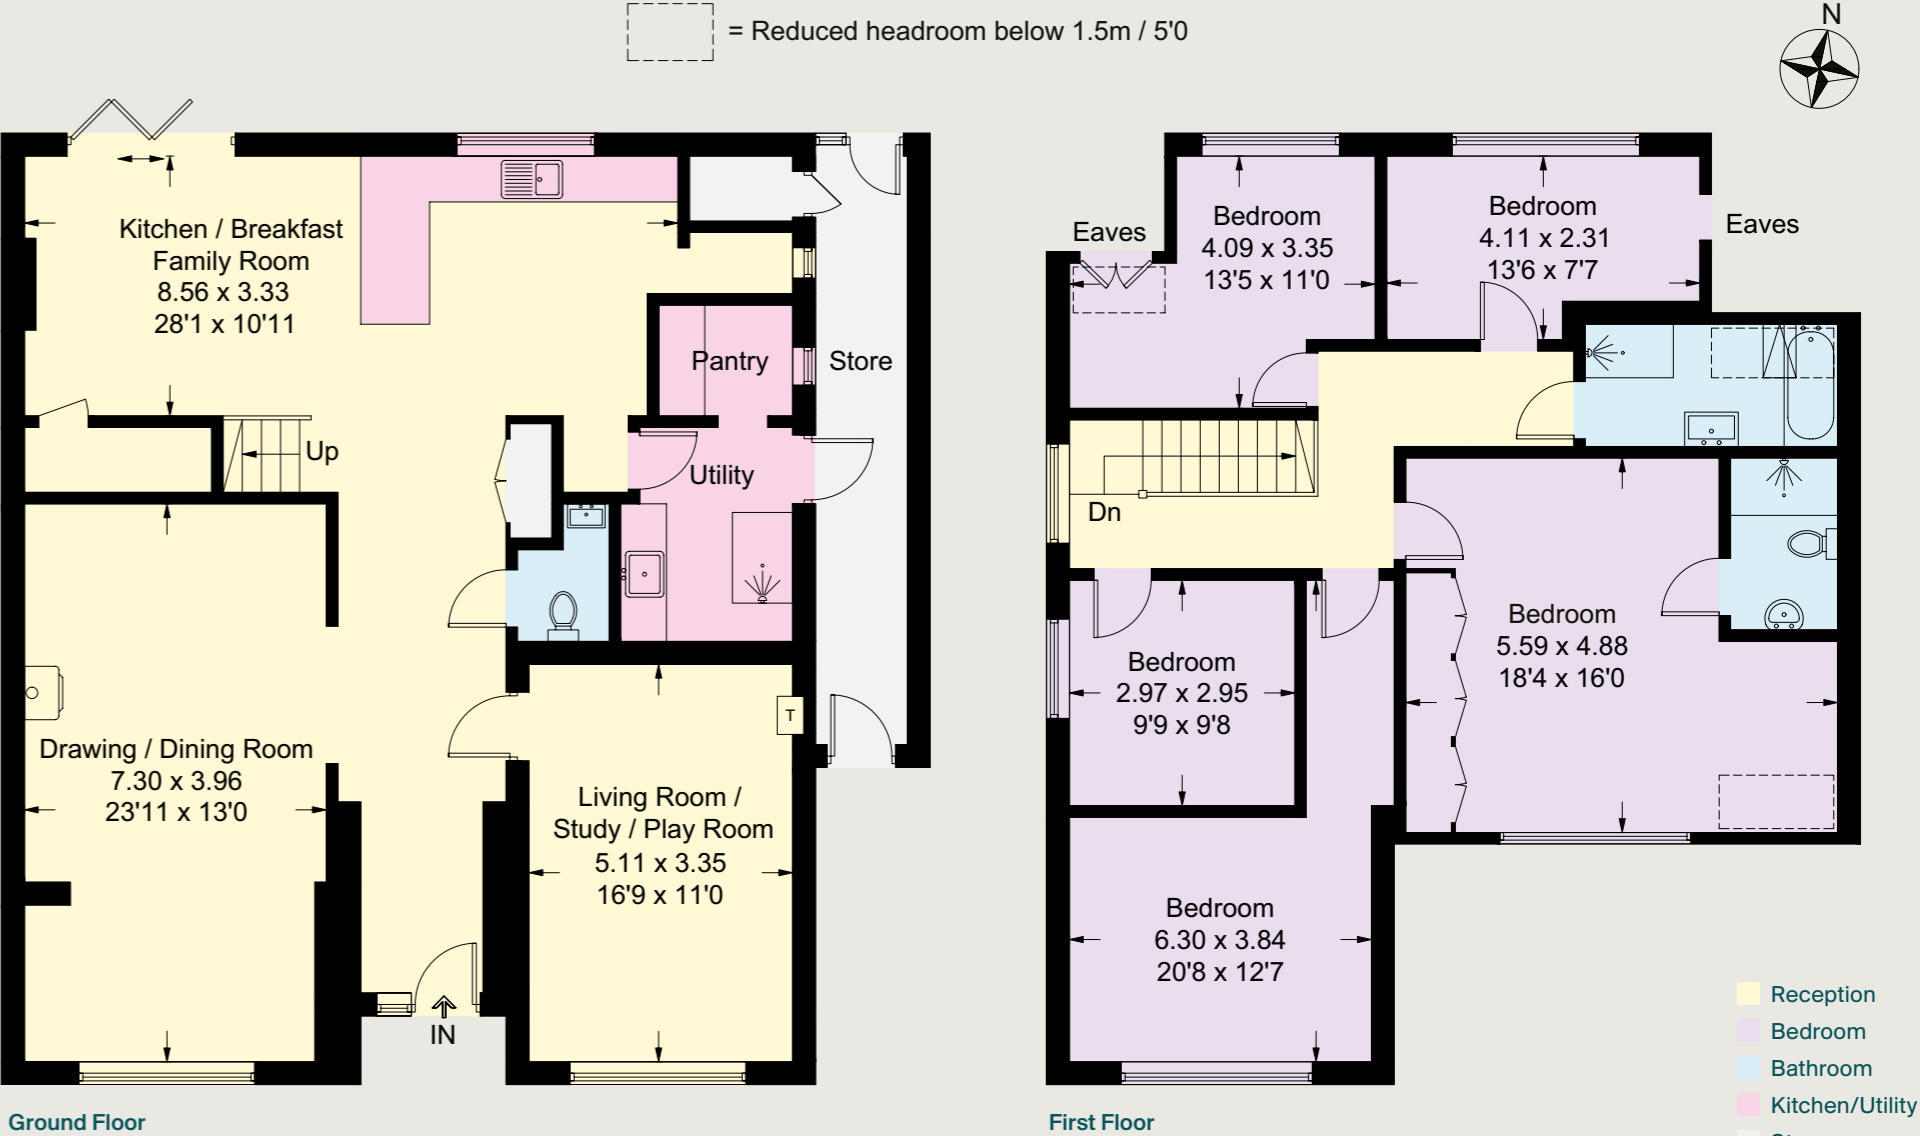 = Reduced headroom below 1.5m / 5'0
N
Kitchen / Breakfast
Family Room
8.56 x 3.33
28'1 x 10'11
Pantry
Store
Up
Utility
Drawing / Dining Room
7.30 x 3.96
23'11 x 13'0
T
Living Room /
Study / Play Room
5.11 x 3.35
16'9 x 11'0
IN
Ground Floor
Eaves
Bedroom
4.09 x 3.35
13'5 x 11'0
Bedroom
4.11 x 2.31
13'6 x 7'7
Eaves
Dn
Bedroom
2.97 x 2.95
9'9 x 9'8
Bedroom
5.59 x 4.88
18'4 x 16'0
Bedroom
6.30 x 3.84
20'8 x 12'7
First Floor
Reception
Bedroom
Bathroom
Kitchen/Utility